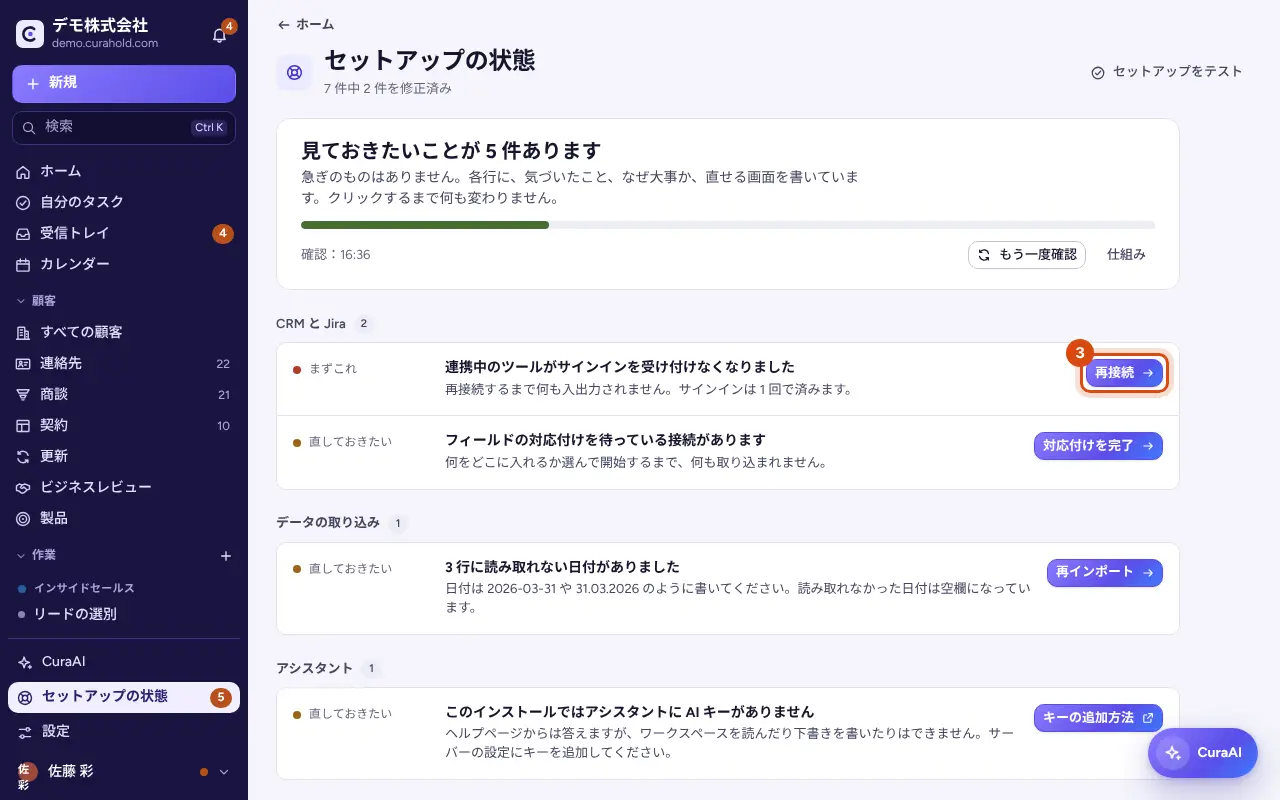 デモ株式会社
demo.curahold.com
4
新規
検索
Ctrl K
ホーム
自分のタスク
受信トレイ
4
カレンダー
顧客
すべての顧客
連絡先
22
商談
21
契約
10
更新
ビジネスレビュー
製品
作業
インサイドセールス
リードの選別
CuraAI
セットアップの状態
5
設定
佐彩
佐藤 彩
ホーム
セットアップの状態
7 件中 2 件を修正済み
セットアップをテスト
見ておきたいことが 5 件あります
急ぎのものはありません。各行に、気づいたこと、なぜ大事か、直せる画面を書いていま
す。クリックするまで何も変わりません。
確認：16:36
もう一度確認
仕組み
CRM と Jira 2
まずこれ
連携中のツールがサインインを受け付けなくなりました
再接続するまで何も入出力されません。サインインは 1 回で済みます。
3
再接続
直しておきたい
フィールドの対応付けを待っている接続があります
何をどこに入れるか選んで開始するまで、何も取り込まれません。
対応付けを完了
データの取り込み 1
直しておきたい
3 行に読み取れない日付がありました
日付は 2026-03-31 や 31.03.2026 のように書いてください。読み取れなかった日付は空欄になってい
ます。
再インポート
アシスタント 1
直しておきたい
このインストールではアシスタントに AI キーがありません
ヘルプページからは答えますが、ワークスペースを読んだり下書きを書いたりはできません。サー
バーの設定にキーを追加してください。
キーの追加方法
CuraAI